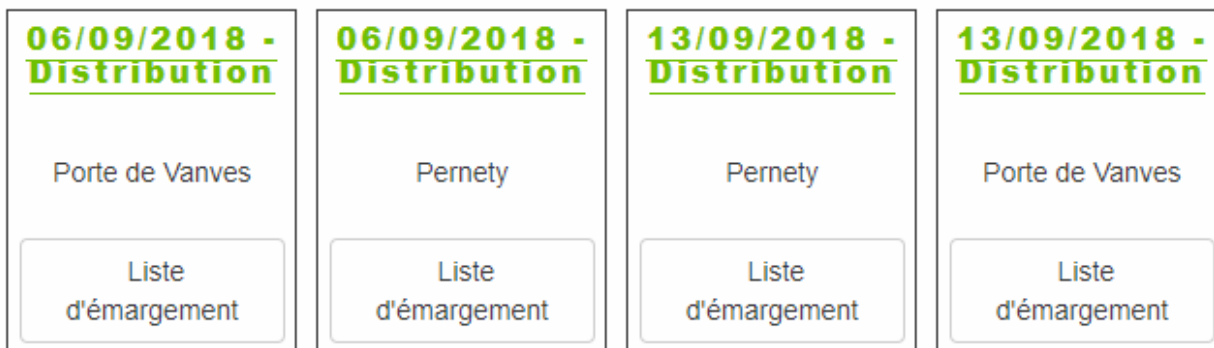 06/09/2018 -
Distribution
Porte de Vanves
Liste
d'émargement
06/09/2018 -
Distribution
Pernety
Liste
d'émargement
13/09/2018 -
Distribution
Pernety
Liste
d'émargement
13/09/2018 -
Distribution
Porte de Vanves
Liste
d'émargement